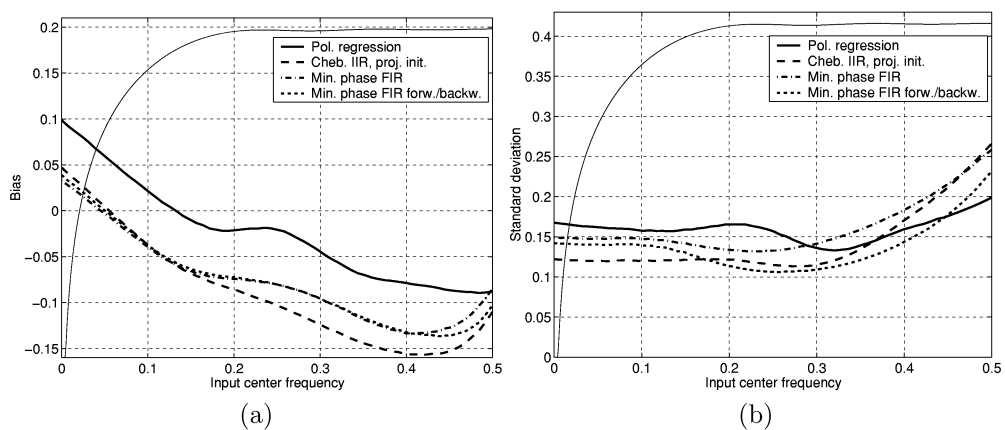 0.2
0.15
0.1
0.05
0
−0.05
−0.1
−0.15
Bias
Pol. regression
Cheb. IIR, proj. init.
Min. phase FIR
Min. phase FIR forw./backw.
0 0.1 0.2 0.3 0.4 0.5
Input center frequency
(a)
0.4
0.35
0.3
0.25
0.2
0.15
0.1
0.05
0
Standard deviation
Pol. regression
Cheb. IIR, proj. init.
Min. phase FIR
Min. phase FIR forw./backw.
0 0.1 0.2 0.3 0.4 0.5
Input center frequency
(b)